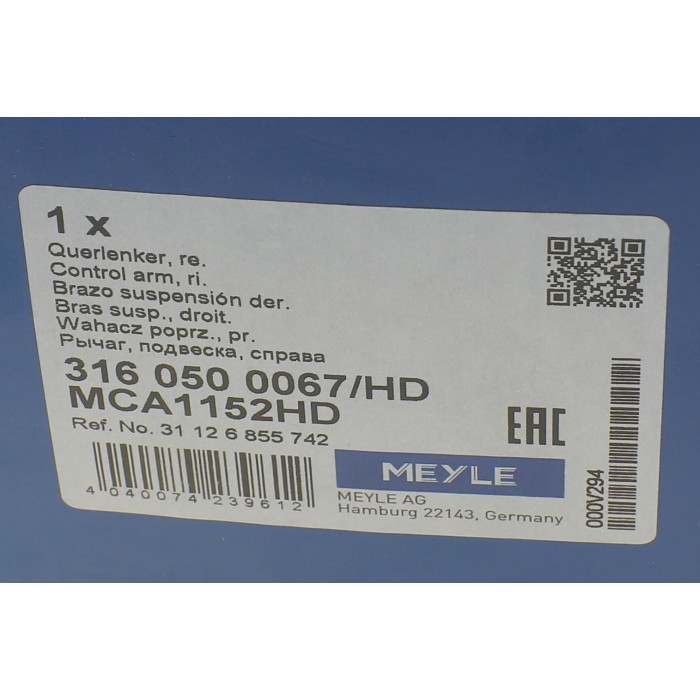 1 x
Querlenker, re.
Control arm, ri.
Brazo suspensión der.
Bras susp., droit.
Wahacz poprz., pr.
Рычаг, подвеска, справа
316 050 0067/HD
MCA1152HD
Ref. No. 31 12 6 855 742
4 040074 239612
EAC
MEYLE
MEYLE AG
Hamburg 22143, Germany
000V294